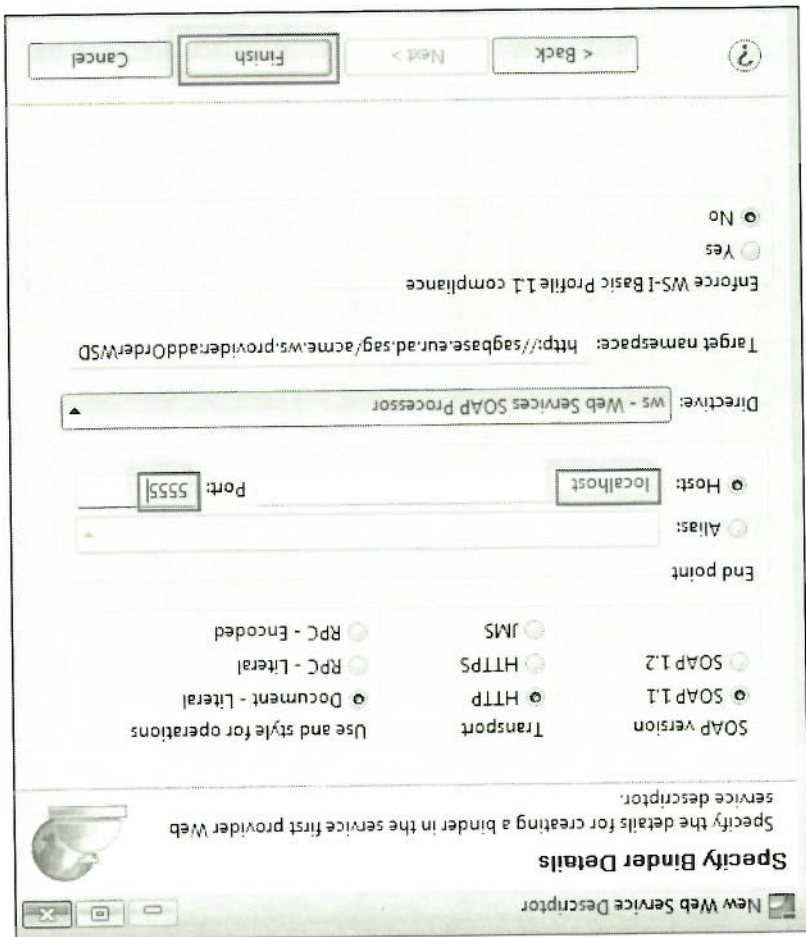 New Web Service Descriptor
Specify Binder Details
Specify the details for creating a binder in the service first provider Web
service descriptor.
SOAP version
SOAP 1.1
SOAP 1.2
Transport
HTTP
HTTPS
JMS
Use and style for operations
Document - Literal
RPC - Literal
RPC - Encoded
End point
Alias:
Host: localhost Port: 5555
Directive: ws - Web Services SOAP Processor
Target namespace: http://sagbase.eur.ad.sag/acme.ws.provider:addOrderWSD
Enforce WS-I Basic Profile 1.1 compliance
Yes
No
? < Back Next > Finish Cancel